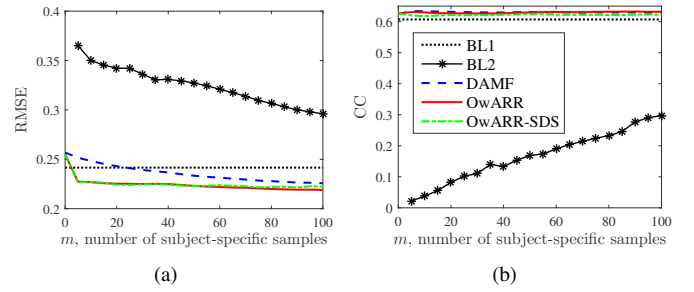 0.4
0.35
0.3
0.25
0.2
RMSE
0 20 40 60 80 100
m, number of subject-specific samples
(a)
0.6
0.5
0.4
0.3
0.2
0.1
0
CC
BL1
BL2
DAMF
OwARR
OwARR-SDS
0 20 40 60 80 100
m, number of subject-specific samples
(b)